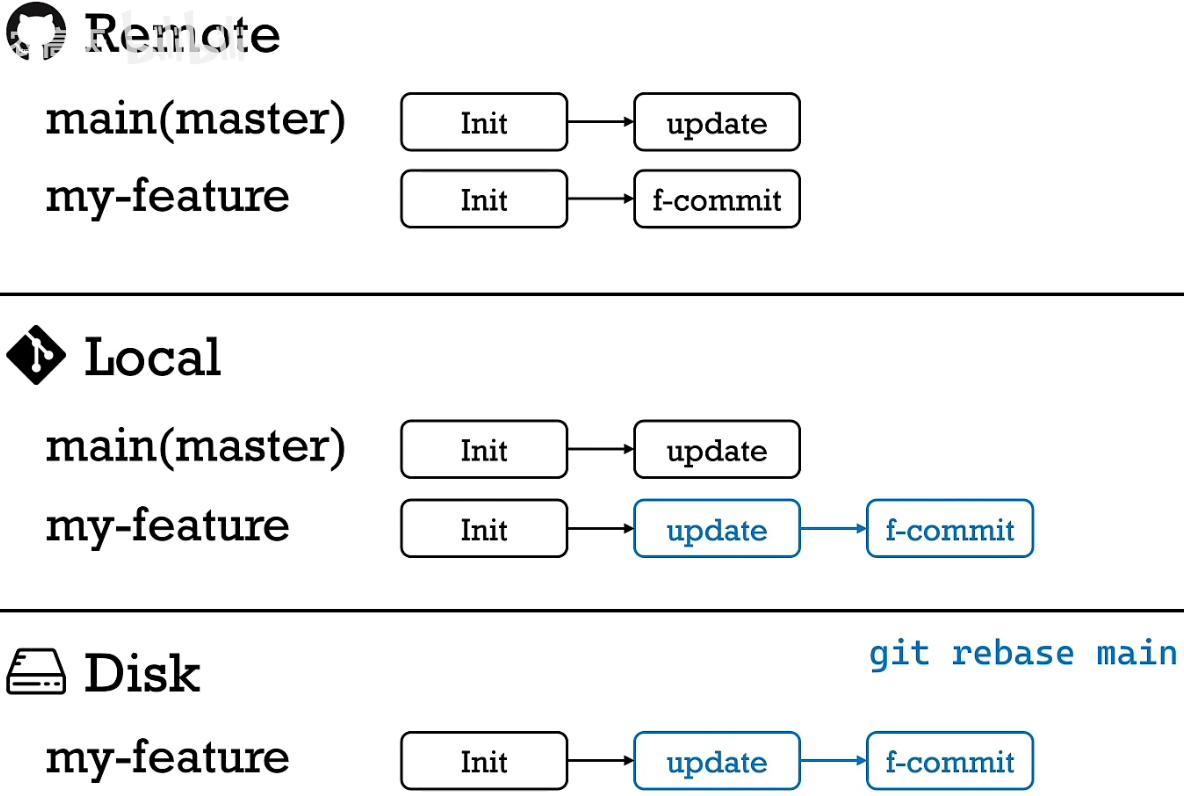 Remote
main(master) Init update
my-feature Init f-commit
Local
main(master) Init update
my-feature Init update f-commit
Disk
git rebase main
my-feature Init update f-commit